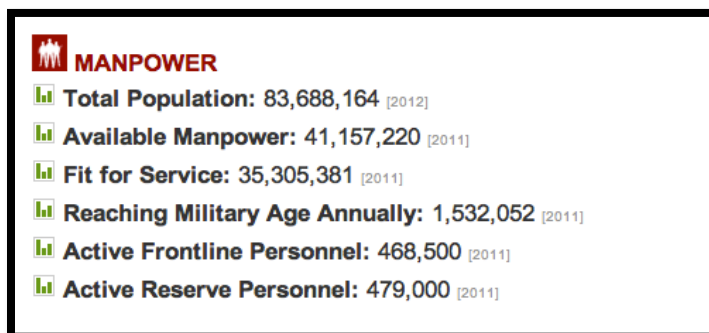 MANPOWER
Total Population: 83,688,164 [2012]
Available Manpower: 41,157,220 [2011]
Fit for Service: 35,305,381 [2011]
Reaching Military Age Annually: 1,532,052 [2011]
Active Frontline Personnel: 468,500 [2011]
Active Reserve Personnel: 479,000 [2011]